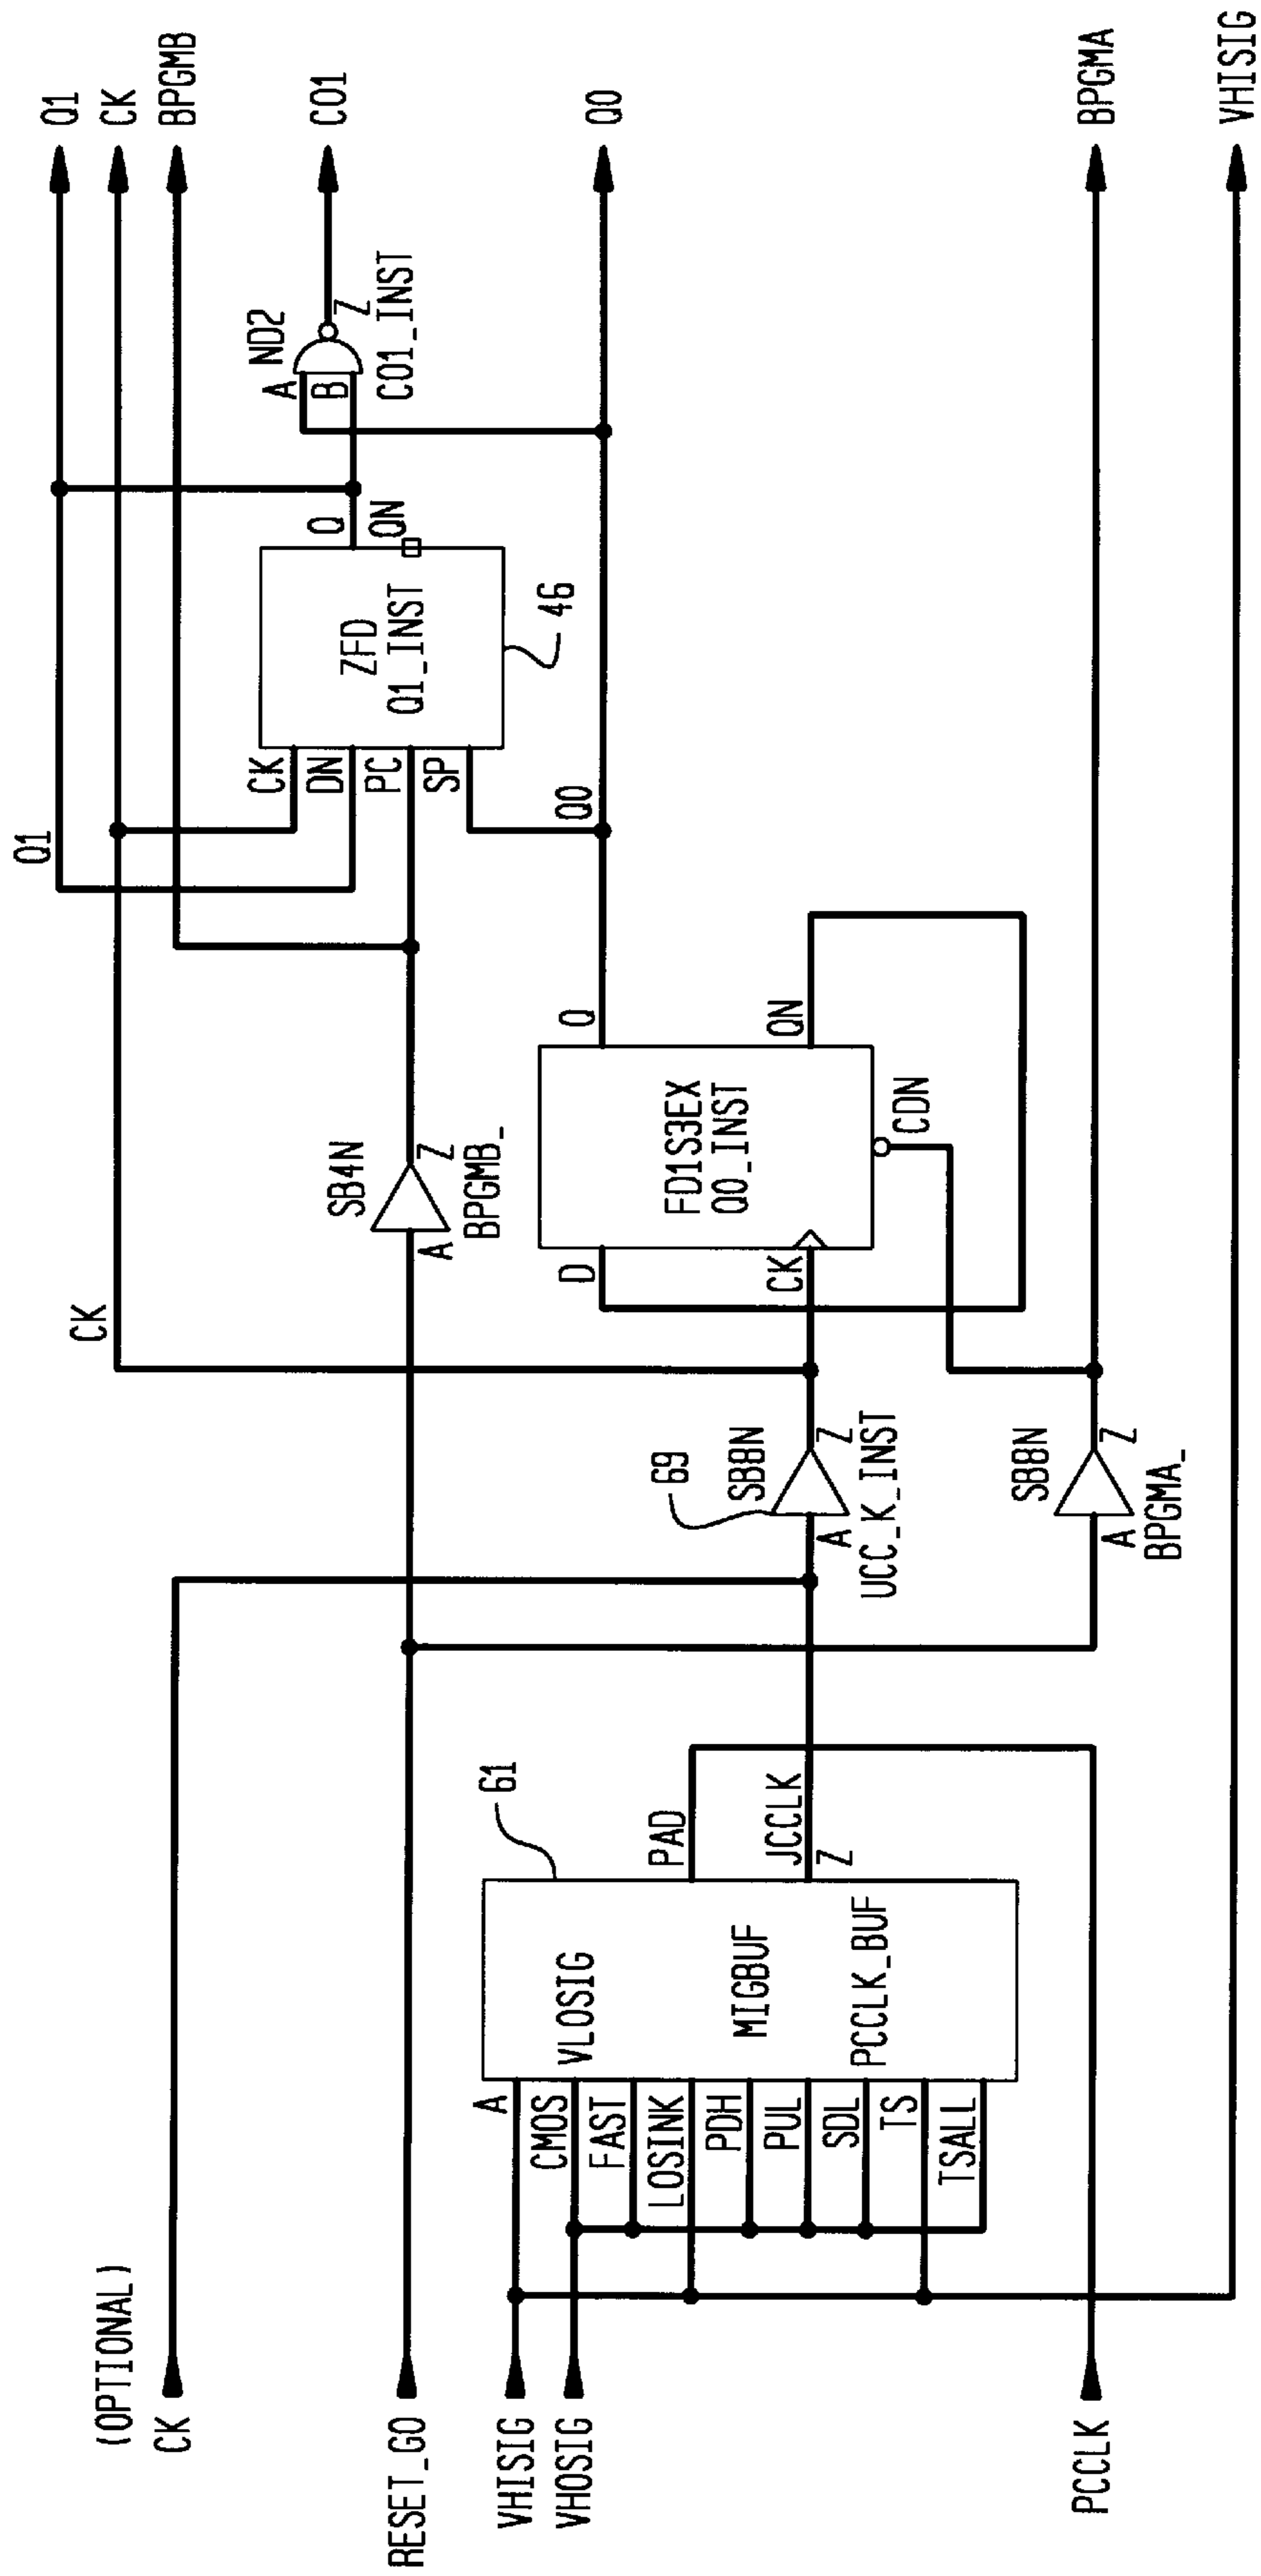 (OPTIONAL)
CK
RESET_GO
VHISIG
VHOSIG
PCCLK
A
CMOS
FAST
LOSINK
PDH
PUL
SDL
TS
TSALL
VLOSIG
MIGBUF
PCCLK_BUF
61
PAD
JCCLK
Z
69
SB8N
A
Z
UCC_K_INST
SB8N
A
Z
BPGMA_
CK
SB4N
A
Z
BPGMB_
D
CK
FD1S3EX
Q0_INST
Q
QN
CDN
Q1
Q0
CK
DN
PC
SP
ZFD
Q1_INST
46
Q
QN
ND2
A
B
Z
CO1_INST
Q1
CK
BPGMB
CO1
Q0
BPGMA
VHISIG